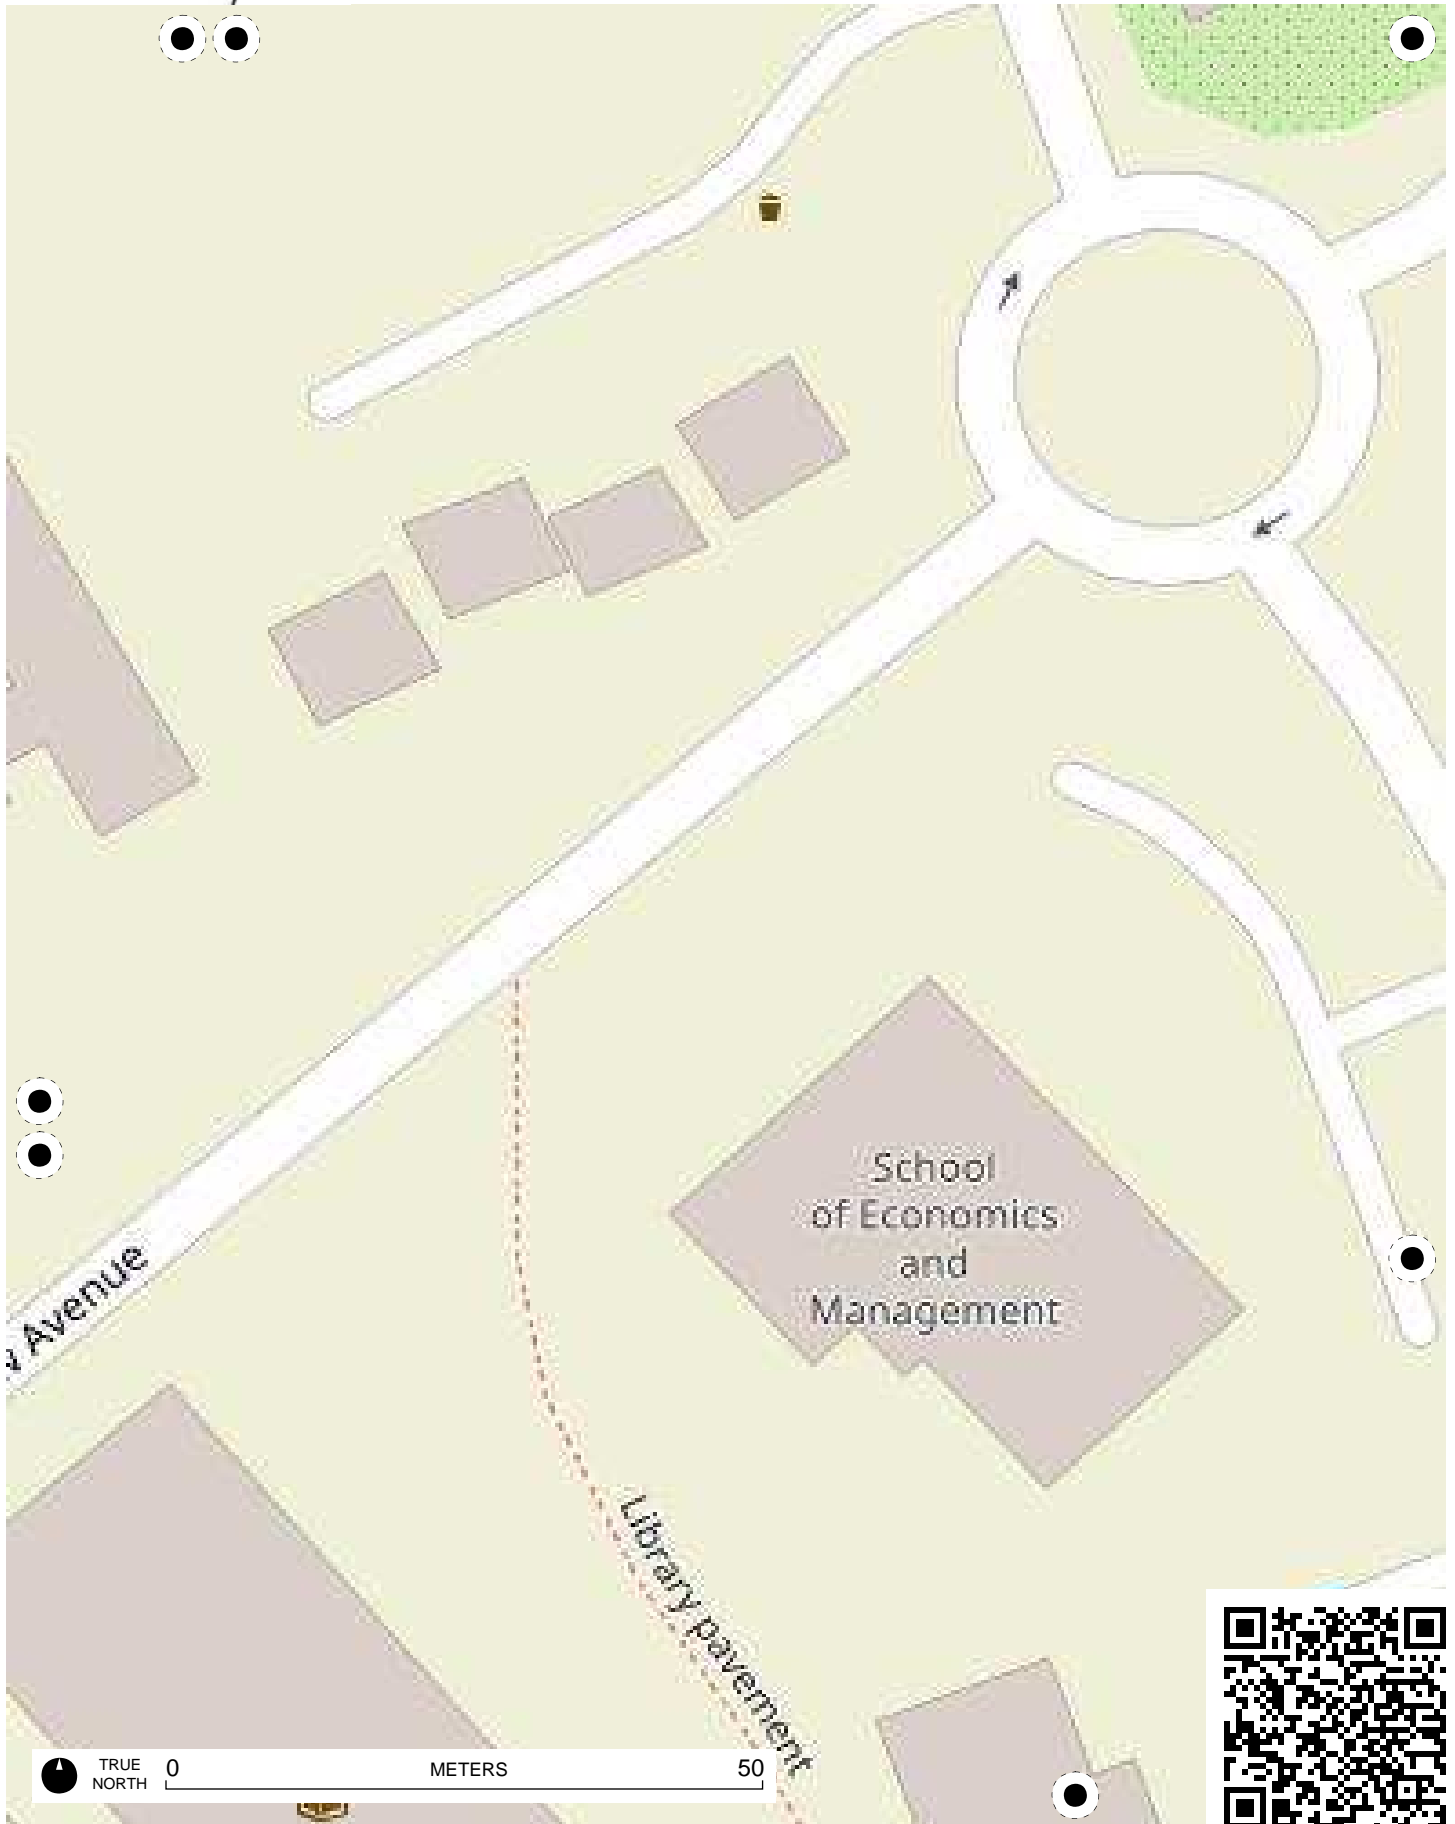 Avenue
School
of Economics
and
Management
Library pavement
TRUE
NORTH
0 METERS 50